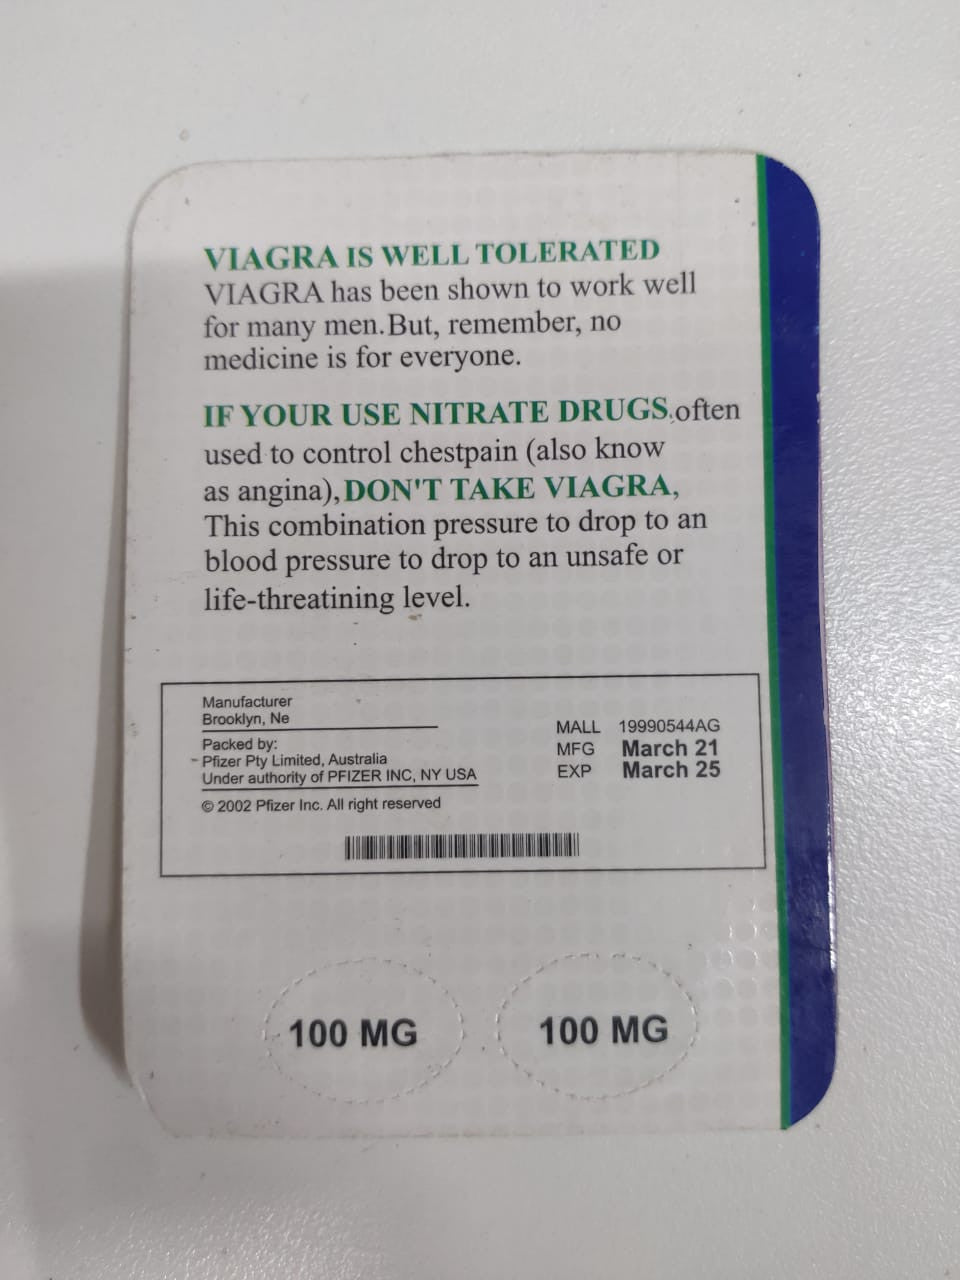 VIAGRA IS WELL TOLERATED
VIAGRA has been shown to work well
for many men.But, remember, no
medicine is for everyone.
IF YOUR USE NITRATE DRUGS,often
used to control chestpain (also know
as angina),DON'T TAKE VIAGRA,
This combination pressure to drop to an
blood pressure to drop to an unsafe or
life-threatining level.
Manufacturer
Brooklyn, Ne
Packed by:
Pfizer Pty Limited, Australia
Under authority of PFIZER INC, NY USA
© 2002 Pfizer Inc. All right reserved
MALL 19990544AG
MFG March 21
EXP March 25
100 MG
100 MG